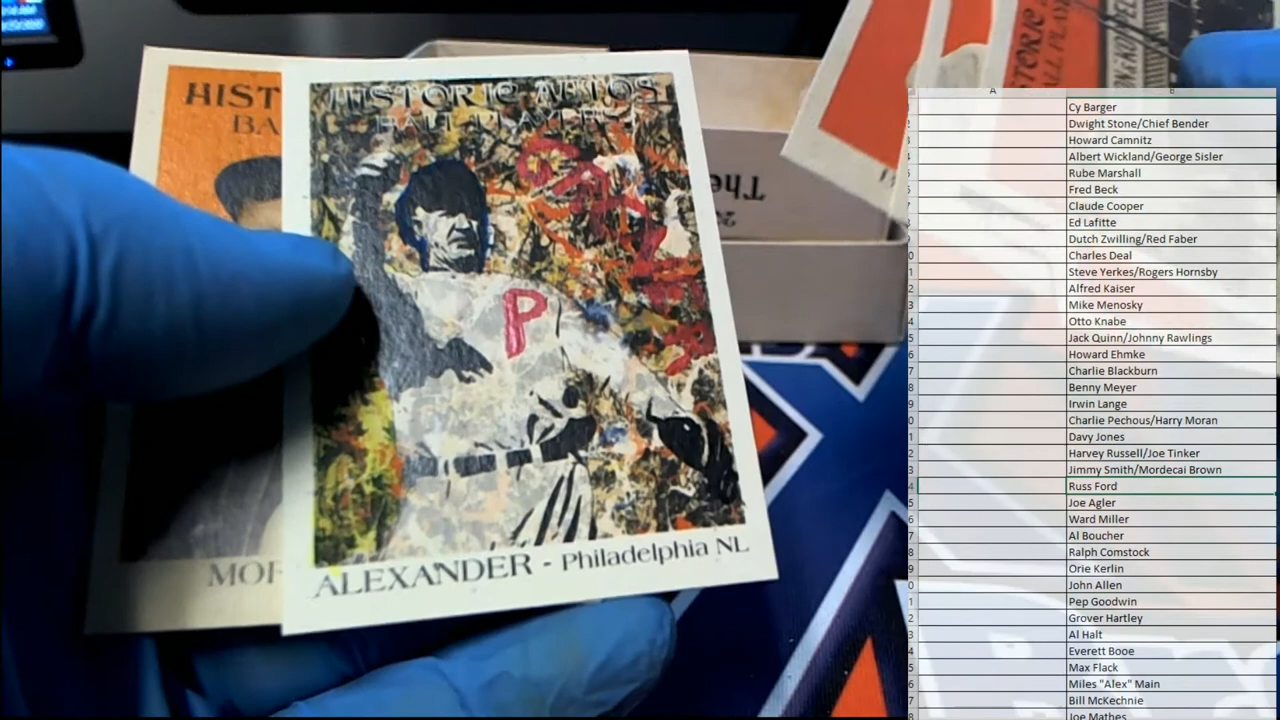 HIST
BA
MOR
HISTORIC AUTOS
BALL PLAYERS
P
ALEXANDER - Philadelphia NL
The
A
B
Cy Barger
Dwight Stone/Chief Bender
Howard Camnitz
Albert Wickland/George Sisler
Rube Marshall
Fred Beck
Claude Cooper
Ed Lafitte
Dutch Zwilling/Red Faber
Charles Deal
Steve Yerkes/Rogers Hornsby
Alfred Kaiser
Mike Menosky
Otto Knabe
Jack Quinn/Johnny Rawlings
Howard Ehmke
Charlie Blackburn
Benny Meyer
Irwin Lange
Charlie Pechous/Harry Moran
Davy Jones
Harvey Russell/Joe Tinker
Jimmy Smith/Mordecai Brown
Russ Ford
Joe Agler
Ward Miller
Al Boucher
Ralph Comstock
Orie Kerlin
John Allen
Pep Goodwin
Grover Hartley
Al Halt
Everett Booe
Max Flack
Miles "Alex" Main
Bill McKechnie
Joe Mathes